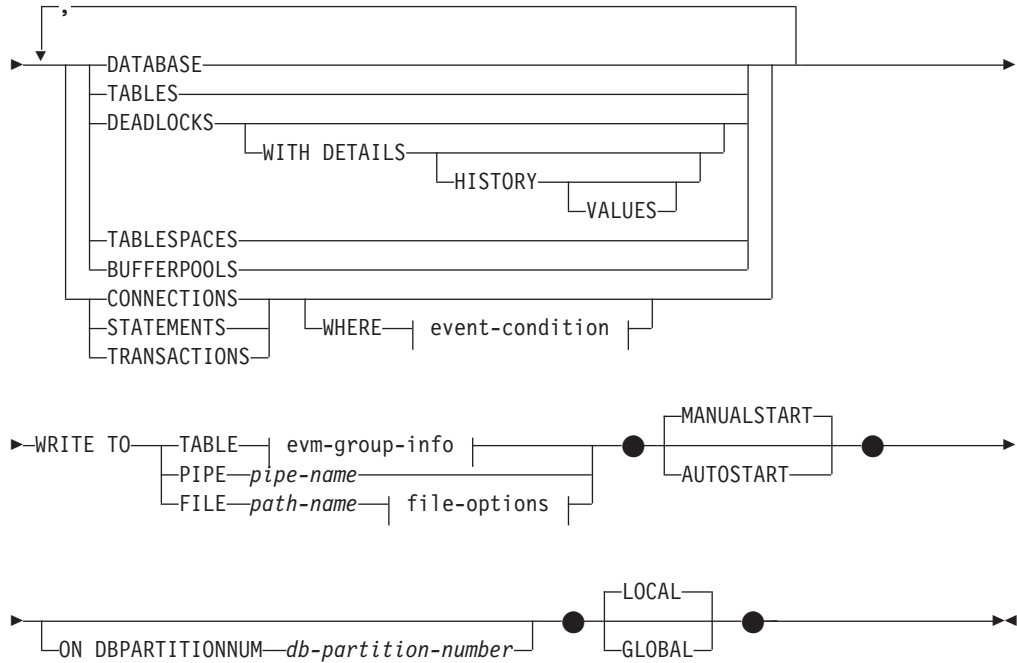 ,
DATABASE
TABLES
DEADLOCKS
WITH DETAILS
HISTORY
VALUES
TABLESPACES
BUFFERPOOLS
CONNECTIONS
STATEMENTS
WHERE event-condition
TRANSACTIONS
MANUALSTART
WRITE TO TABLE evm-group-info
PIPE pipe-name AUTOSTART
FILE path-name file-options
LOCAL
ON DBPARTITIONNUM db-partition-number GLOBAL